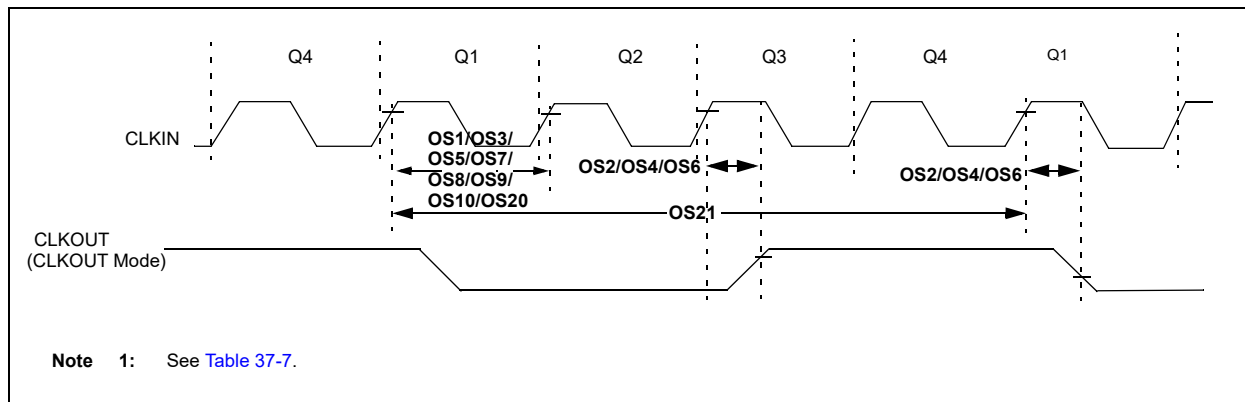 Q4 Q1 Q2 Q3 Q4 Q1
CLKIN
OS1/OS3/
OS5/OS7/
OS8/OS9/
OS10/OS20
OS2/OS4/OS6
OS2/OS4/OS6
OS21
CLKOUT
(CLKOUT Mode)
Note 1: See Table 37-7.